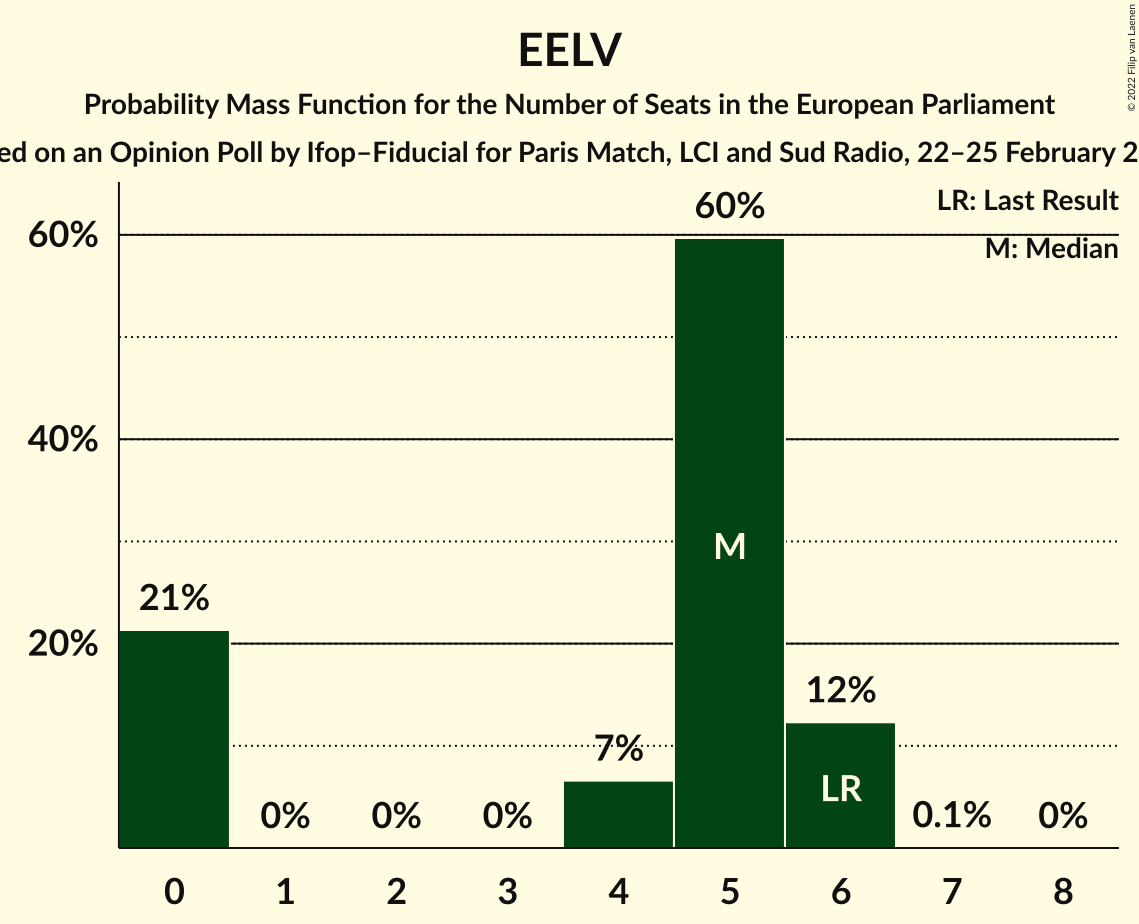 EELV
Probability Mass Function for the Number of Seats in the European Parliament
ed on an Opinion Poll by Ifop–Fiducial for Paris Match, LCI and Sud Radio, 22–25 February 2
© 2022 Filip van Laenen
LR: Last Result
M: Median
60%
40%
20%
21%
0%
0%
0%
7%
60%
12%
0.1%
0%
M
LR
0 1 2 3 4 5 6 7 8